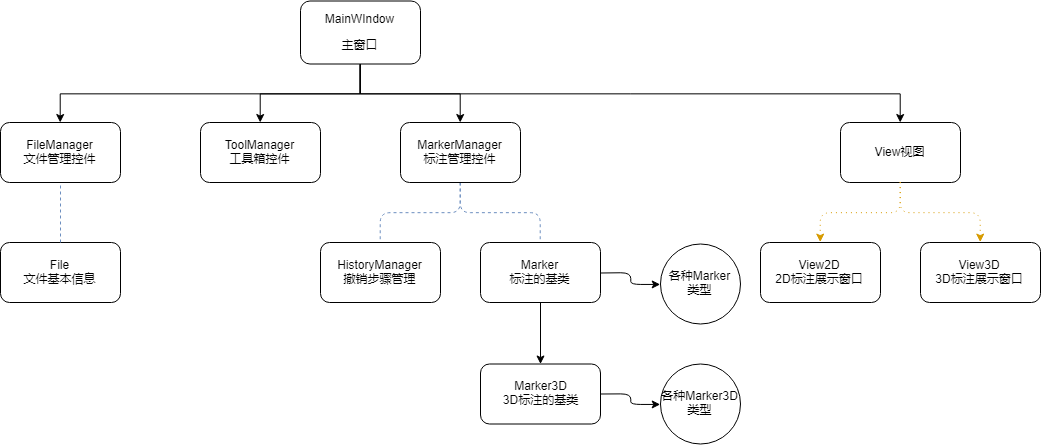 MainWIndow
主窗口
FileManager
文件管理控件
ToolManager
工具箱控件
MarkerManager
标注管理控件
View视图
File
文件基本信息
HistoryManager
撤销步骤管理
Marker
标注的基类
各种Marker
类型
View2D
2D标注展示窗口
View3D
3D标注展示窗口
Marker3D
3D标注的基类
各种Marker3D
类型